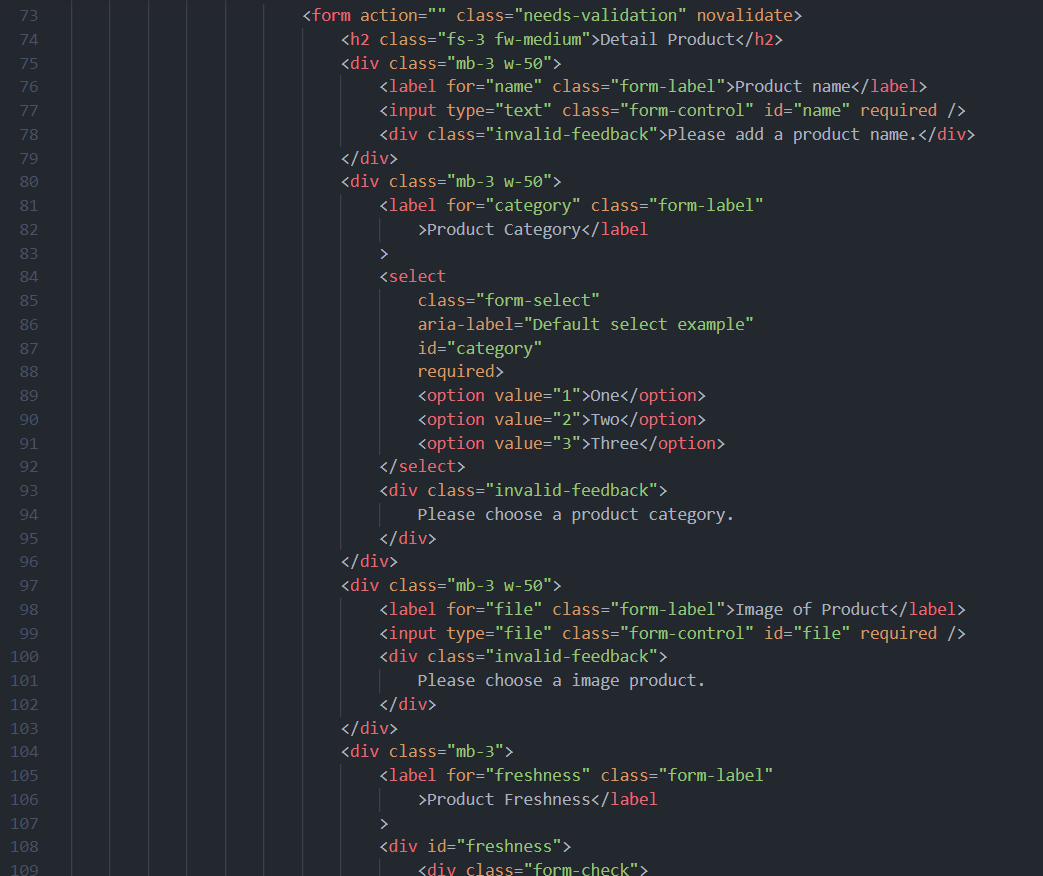 73 <form action="" class="needs-validation" novalidate>
74 <h2 class="fs-3 fw-medium">Detail Product</h2>
75 <div class="mb-3 w-50">
76 <label for="name" class="form-label">Product name</label>
77 <input type="text" class="form-control" id="name" required />
78 <div class="invalid-feedback">Please add a product name.</div>
79 </div>
80 <div class="mb-3 w-50">
81 <label for="category" class="form-label"
82 >Product Category</label
83 >
84 <select
85 class="form-select"
86 aria-label="Default select example"
87 id="category"
88 required>
89 <option value="1">One</option>
90 <option value="2">Two</option>
91 <option value="3">Three</option>
92 </select>
93 <div class="invalid-feedback">
94 Please choose a product category.
95 </div>
96 </div>
97 <div class="mb-3 w-50">
98 <label for="file" class="form-label">Image of Product</label>
99 <input type="file" class="form-control" id="file" required />
100 <div class="invalid-feedback">
101 Please choose a image product.
102 </div>
103 </div>
104 <div class="mb-3">
105 <label for="freshness" class="form-label"
106 >Product Freshness</label
107 >
108 <div id="freshness">
109 <div class="form-check">